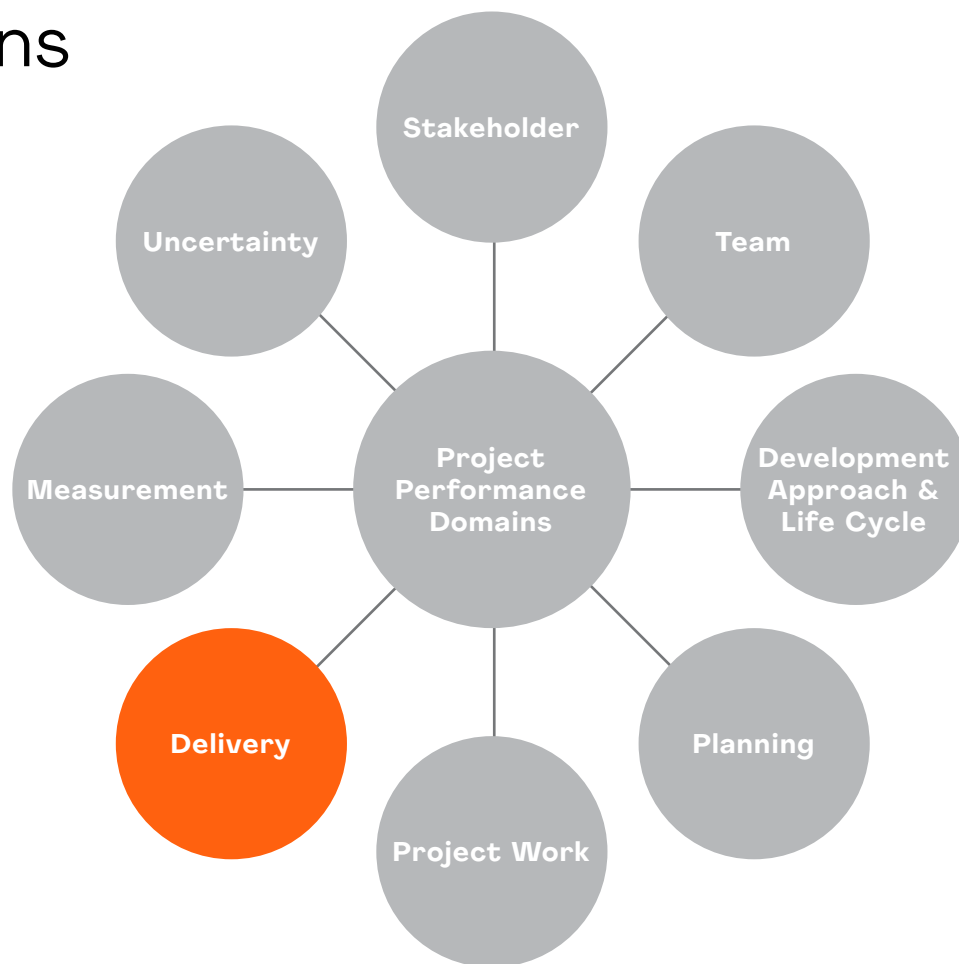 ns
Stakeholder
Uncertainty
Team
Measurement
Project
Performance
Domains
Development
Approach &
Life Cycle
Delivery
Planning
Project Work